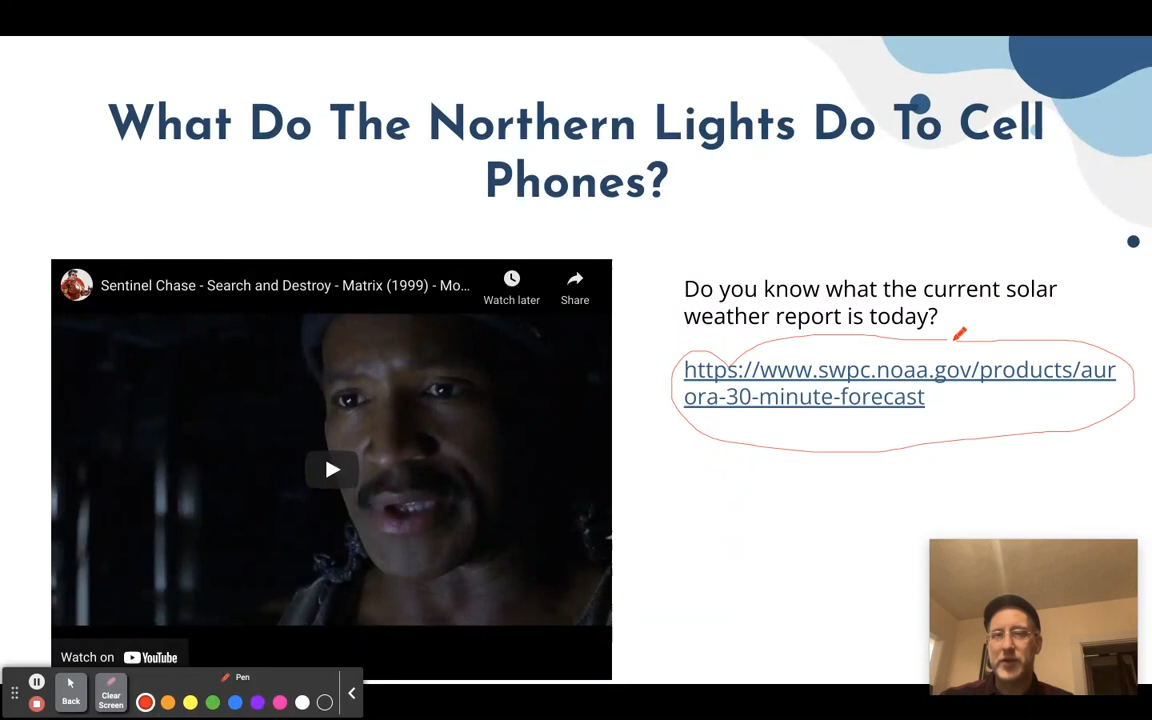 What Do The Northern Lights Do To Cell
Phones?
Sentinel Chase - Search and Destroy - Matrix (1999) - Mo...
Watch later
Share
Do you know what the current solar
weather report is today?
https://www.swpc.noaa.gov/products/aur
ora-30-minute-forecast
Watch on YouTube
Pen
Back
Clear
Screen